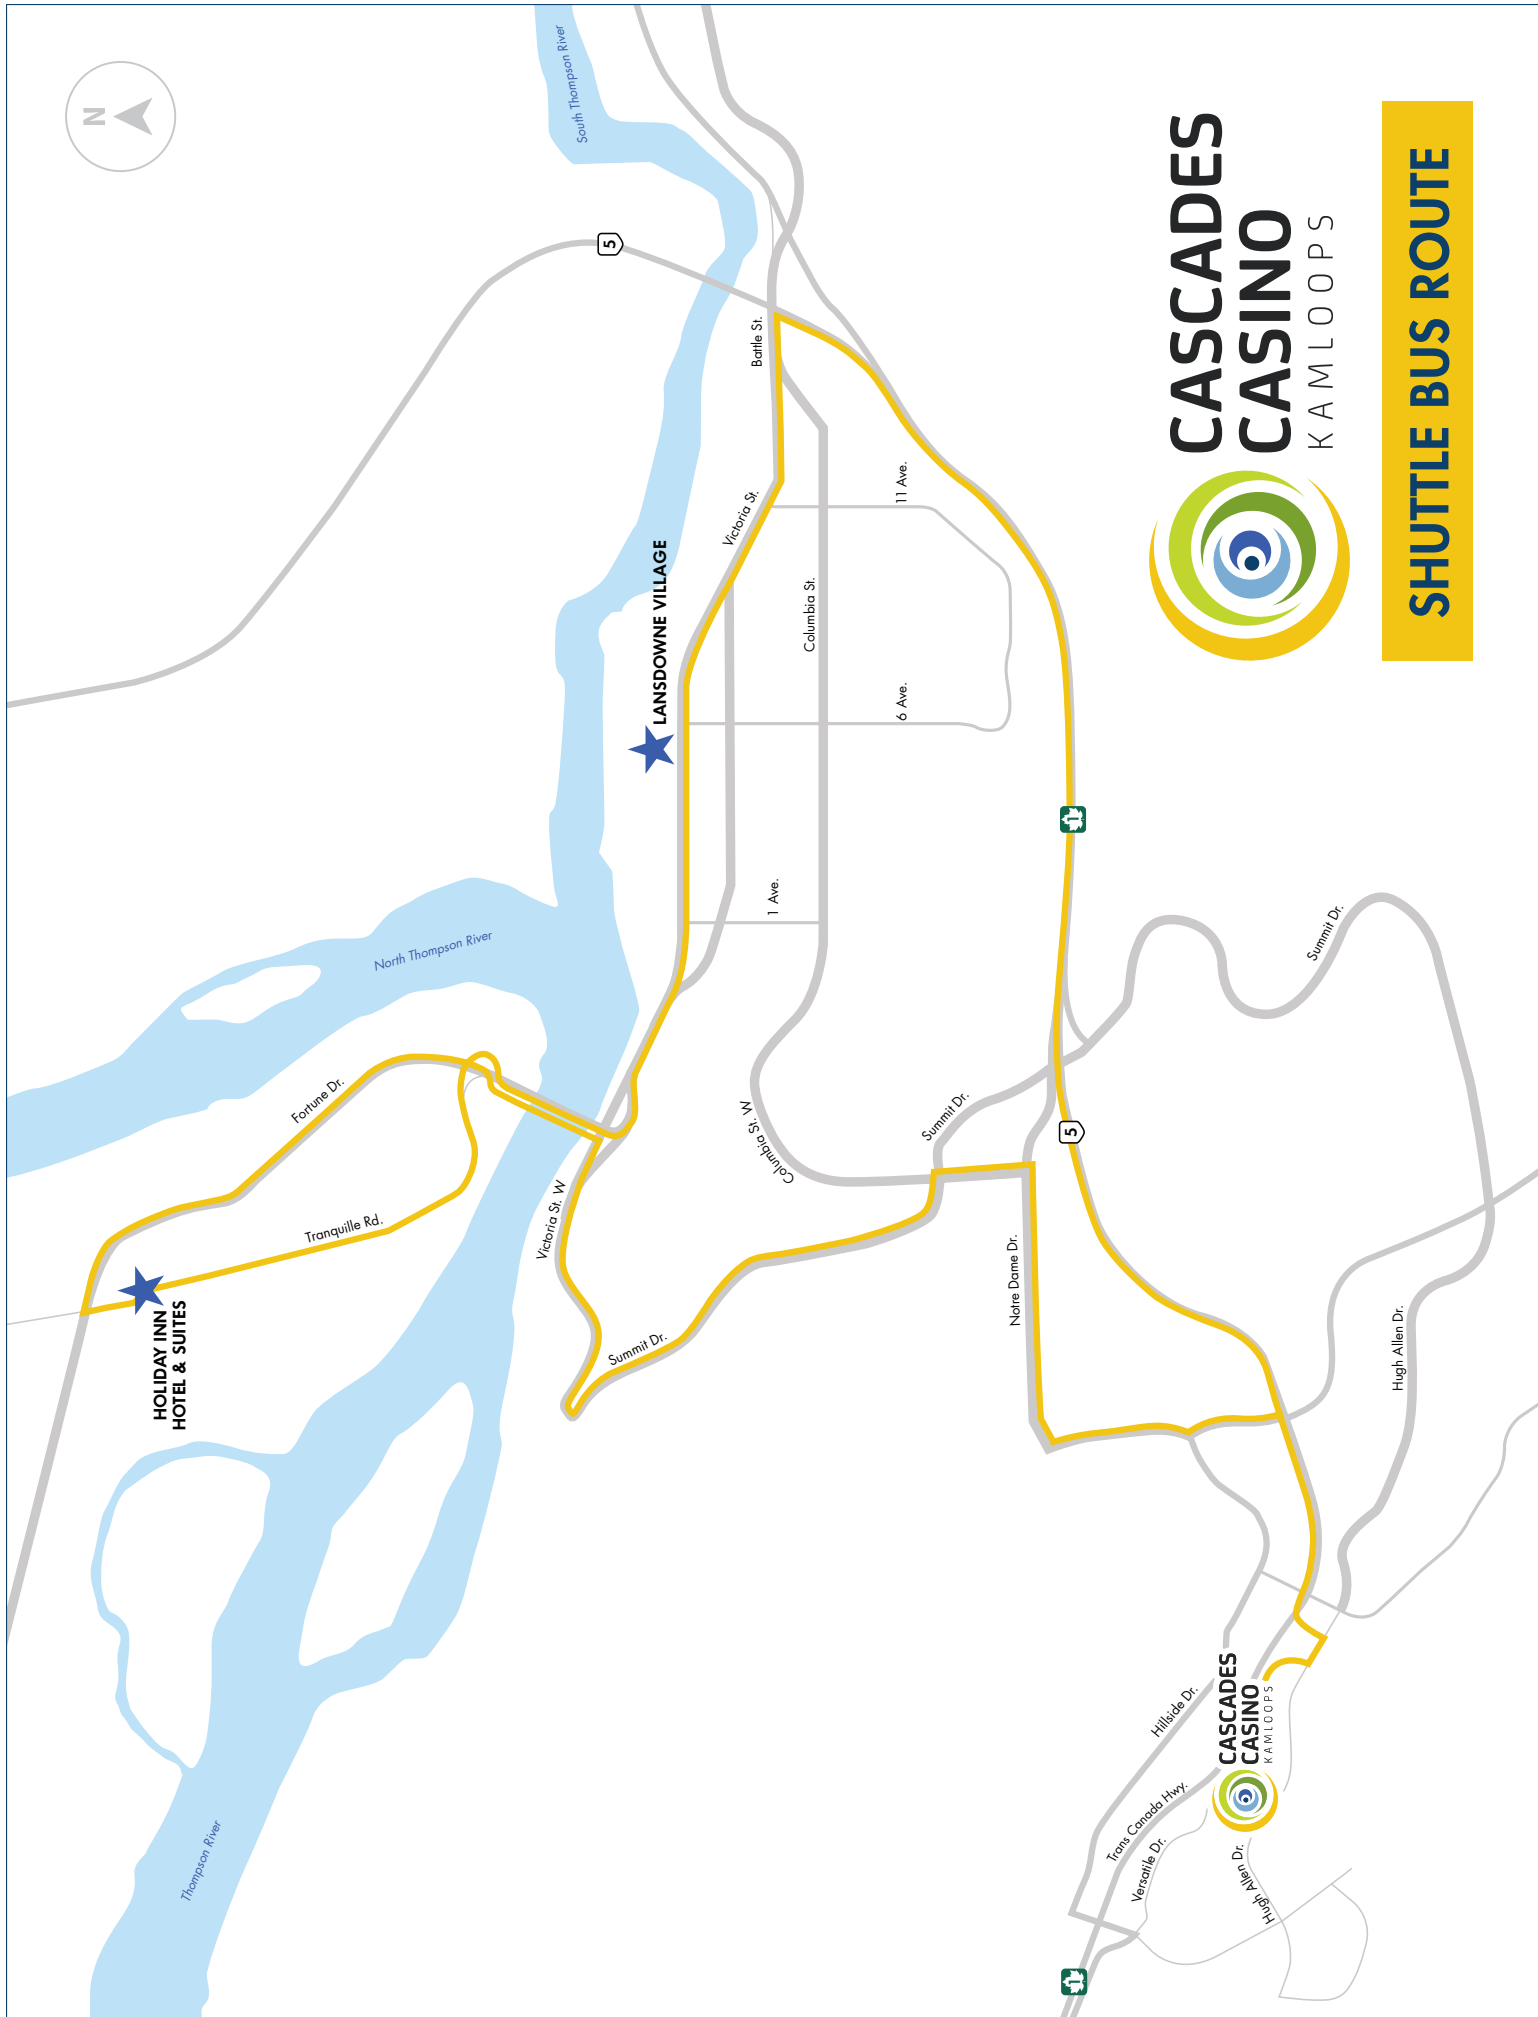 N
South Thompson River
5
Battle St.
Victoria St.
11 Ave.
LANSDOWNE VILLAGE
Columbia St.
6 Ave.
1
1 Ave.
North Thompson River
Summit Dr.
Fortune Dr.
Columbia St. W
Summit Dr.
5
Victoria St. W
Tranquille Rd.
Notre Dame Dr.
HOLIDAY INN
HOTEL & SUITES
Summit Dr.
Hugh Allen Dr.
Hillside Dr.
CASCADES
CASINO
KAMLOOPS
Trans Canada Hwy.
Versatile Dr.
Hugh Allen Dr.
Thompson River
1
CASCADES
CASINO
KAMLOOPS
SHUTTLE BUS ROUTE